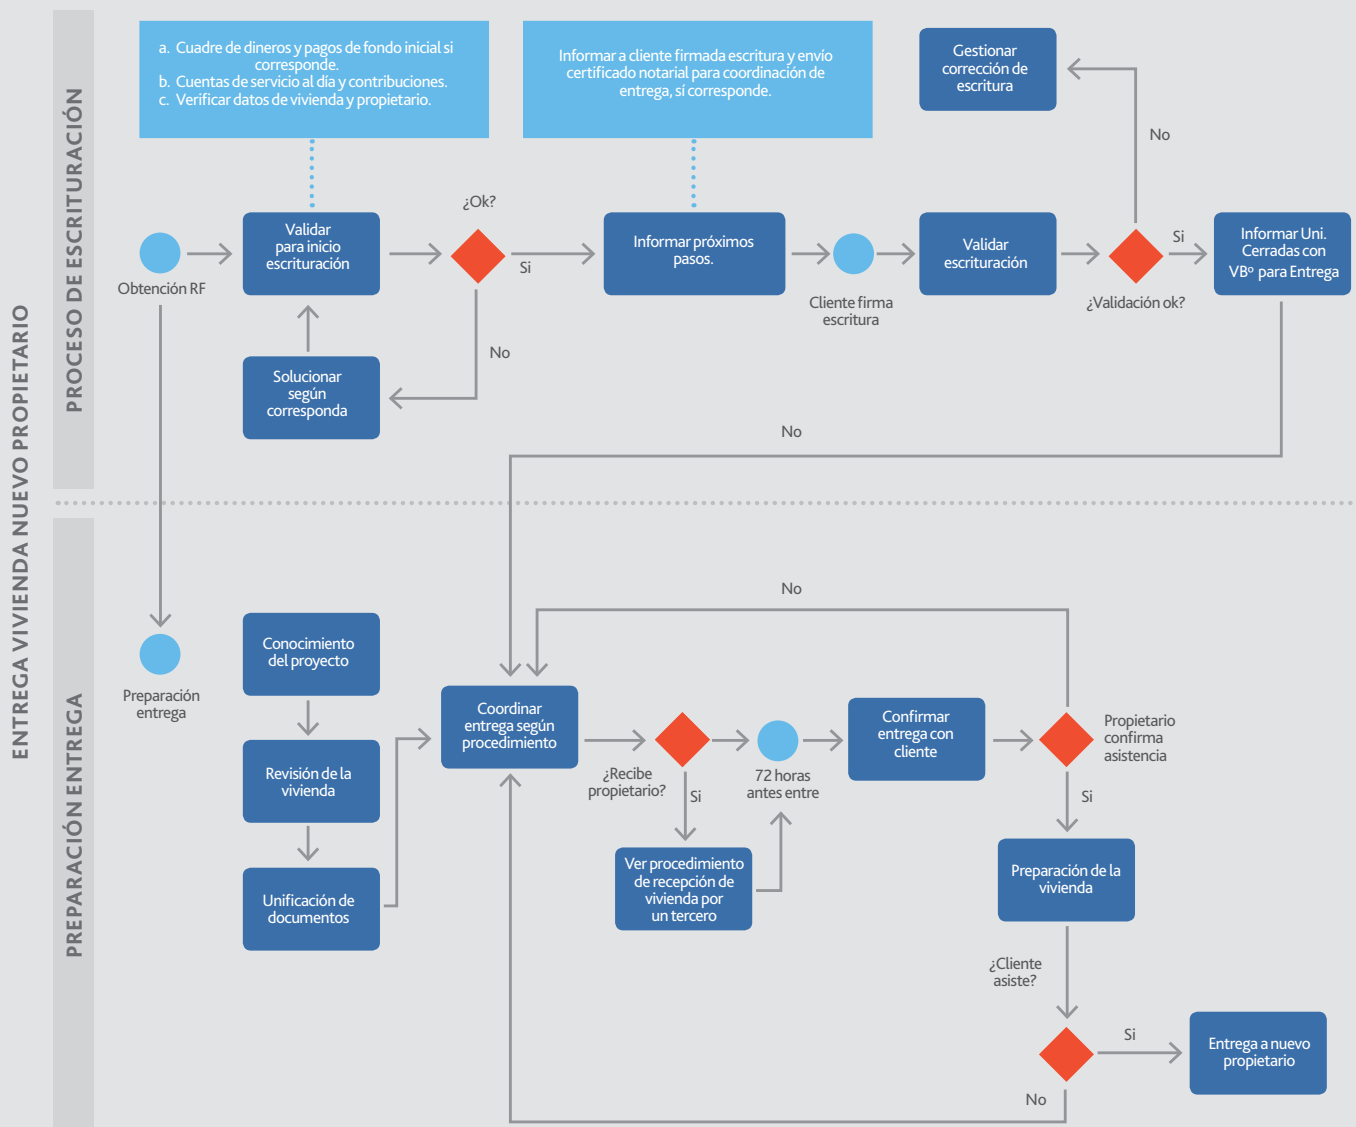 ENTREGA VIVIENDA NUEVO PROPIETARIO
PROCESO DE ESCRITURACIÓN
a. Cuadre de dineros y pagos de fondo inicial si
corresponde.
b. Cuentas de servicio al día y contribuciones.
c. Verificar datos de vivienda y propietario.
Informar a cliente firmada escritura y envío
certificado notarial para coordinación de
entrega, sí corresponde.
Gestionar
corrección de
escritura
No
¿Ok?
Obtención RF
Validar
para inicio
escrituración
Si
Informar próximos
pasos.
Cliente firma
escritura
Validar
escrituración
¿Validación ok?
Si
Informar Uni.
Cerradas con
VBº para Entrega
No
Solucionar
según
corresponda
No
PREPARACIÓN ENTREGA
No
Preparación
entrega
Conocimiento
del proyecto
Revisión de la
vivienda
Unificación de
documentos
Coordinar
entrega según
procedimiento
¿Recibe
propietario?
Si
72 horas
antes entre
Confirmar
entrega con
cliente
Propietario
confirma
asistencia
Si
Ver procedimiento
de recepción de
vivienda por
un tercero
Preparación de la
vivienda
¿Cliente
asiste?
Si
Entrega a nuevo
propietario
No